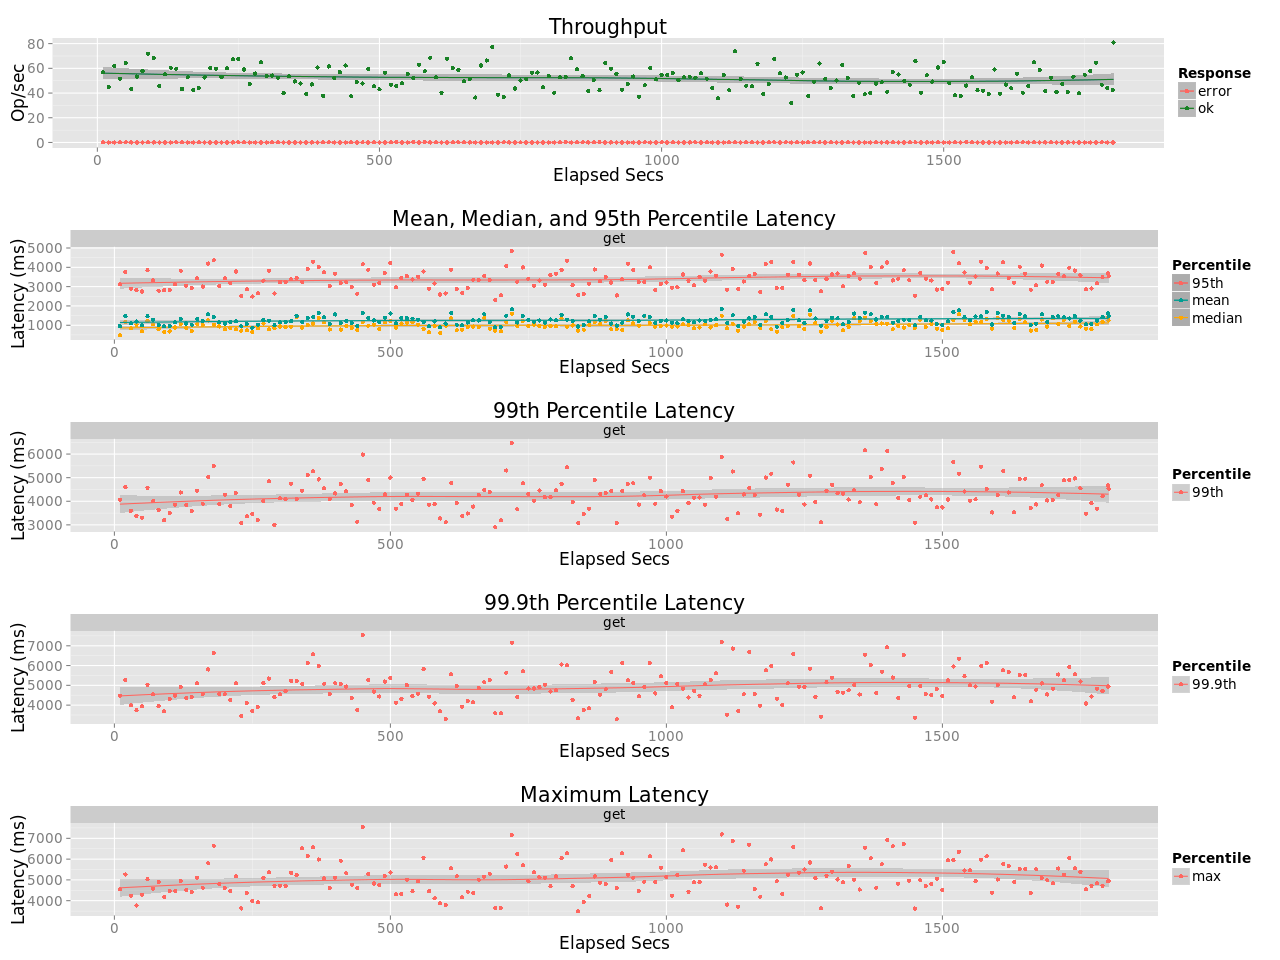 Throughput
Op/sec
80
60
40
20
0
0 500 1000 1500
Elapsed Secs
Response
error
ok
Mean, Median, and 95th Percentile Latency
get
Latency (ms)
5000
4000
3000
2000
1000
0 500 1000 1500
Elapsed Secs
Percentile
95th
mean
median
99th Percentile Latency
get
Latency (ms)
6000
5000
4000
3000
0 500 1000 1500
Elapsed Secs
Percentile
99th
99.9th Percentile Latency
get
Latency (ms)
7000
6000
5000
4000
0 500 1000 1500
Elapsed Secs
Percentile
99.9th
Maximum Latency
get
Latency (ms)
7000
6000
5000
4000
0 500 1000 1500
Elapsed Secs
Percentile
max